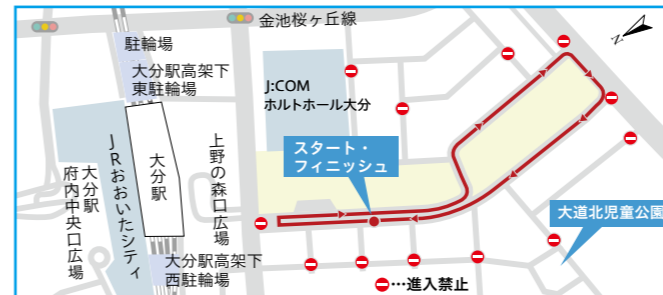 金池桜ヶ丘線
駐輪場
大分駅高架下
東駐輪場
J:COM
ホルトホール大分
スタート・
フィニッシュ
大分駅
府内中央口広場
JRおおいたシティ
大分駅
上野の森口広場
大道北児童公園
大分駅高架下
西駐輪場
…進入禁止
N